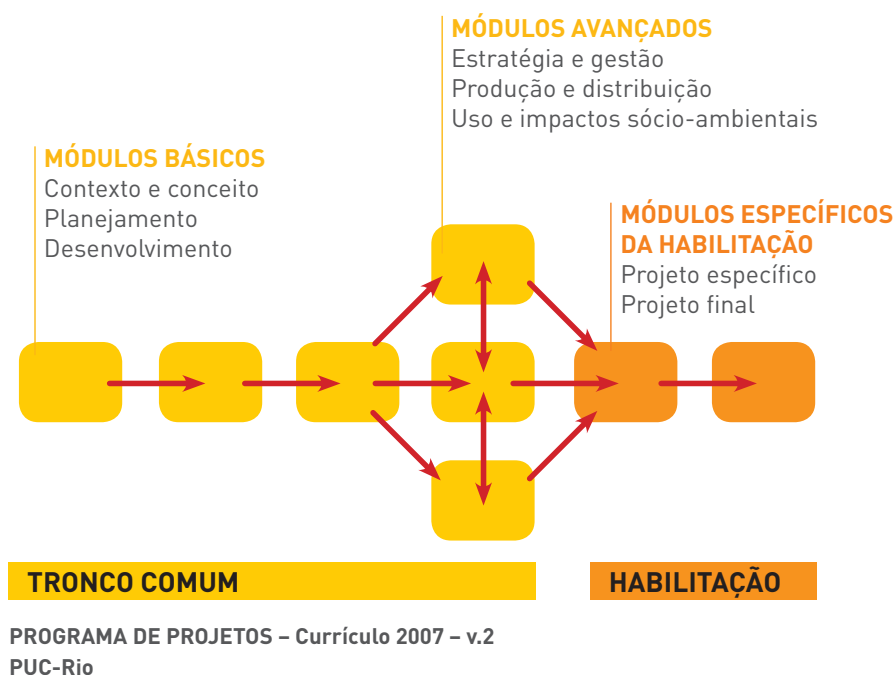 MÓDULOS AVANÇADOS
Estratégia e gestão
Produção e distribuição
Uso e impactos sócio-ambientais
MÓDULOS BÁSICOS
Contexto e conceito
Planejamento
Desenvolvimento
MÓDULOS ESPECÍFICOS
DA HABILITAÇÃO
Projeto específico
Projeto final
TRONCO COMUM
HABILITAÇÃO
PROGRAMA DE PROJETOS – Currículo 2007 – v.2
PUC-Rio